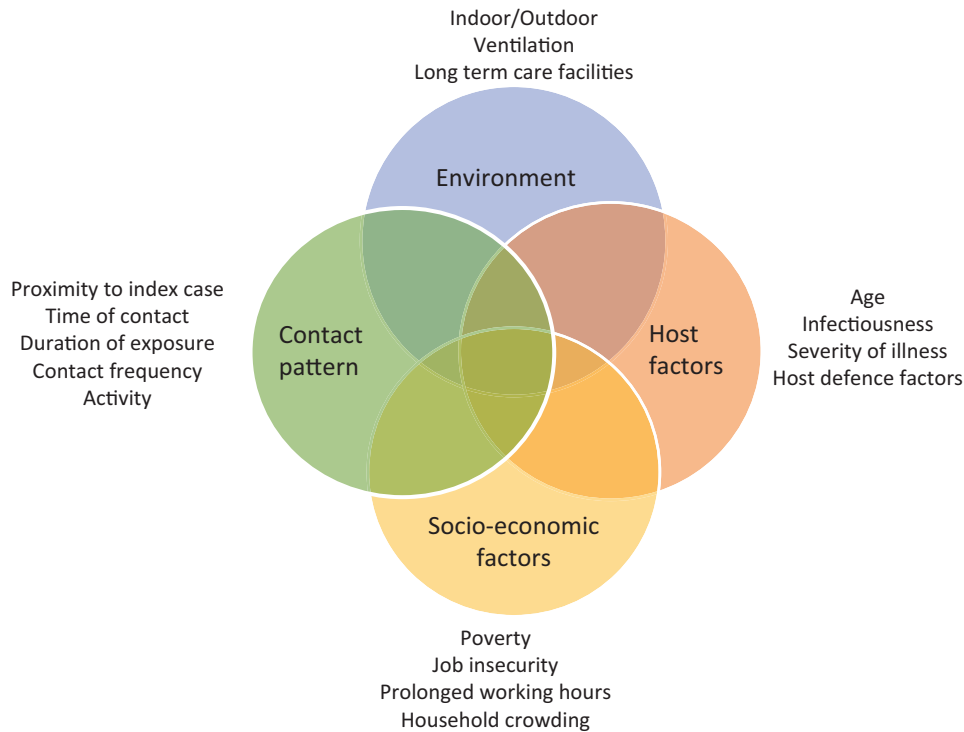 Indoor/Outdoor
Ventilation
Long term care facilities
Environment
Proximity to index case
Time of contact
Duration of exposure
Contact frequency
Activity
Contact
pattern
Host
factors
Age
Infectiousness
Severity of illness
Host defence factors
Socio-economic
factors
Poverty
Job insecurity
Prolonged working hours
Household crowding